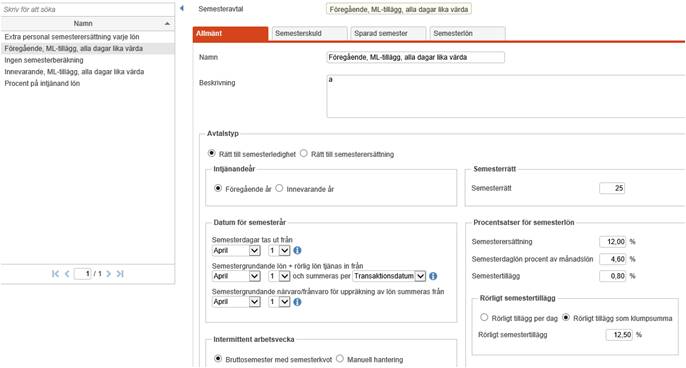 Skriv för att söka
Namn
Extra personal semesterersättning varje lön
Föregående, ML-tillägg, alla dagar lika värda
Ingen semesterberäkning
Innevarande, ML-tillägg, alla dagar lika värda
Procent på intjänand lön
1 / 1
Semesteravtal Föregående, ML-tillägg, alla dagar lika värda
Allmänt Semesterskuld Sparad semester Semesterlön
Namn Föregående, ML-tillägg, alla dagar lika värda
Beskrivning a
Avtalstyp
Rätt till semesterledighet Rätt till semesterersättning
Intjänandeår
Föregående år Innevarande år
Semesterrätt
Semesterrätt 25
Datum för semesterår
Semesterdagar tas ut från
April 1
Semestergrundande lön + rörlig lön tjänas in från
April 1 och summeras per Transaktionsdatum
Semestergrundande närvaro/frånvaro för uppräkning av lön summeras från
April 1
Procentsatser för semesterlön
Semesterersättning 12,00 %
Semesterdaglön procent av månadslön 4,60 %
Semestertillägg 0,80 %
Rörligt semestertillägg
Rörligt tillägg per dag Rörligt tillägg som klumpsumma
Rörligt semestertillägg 12,50 %
Intermittent arbetsvecka
Bruttosemester med semesterkvot Manuell hantering